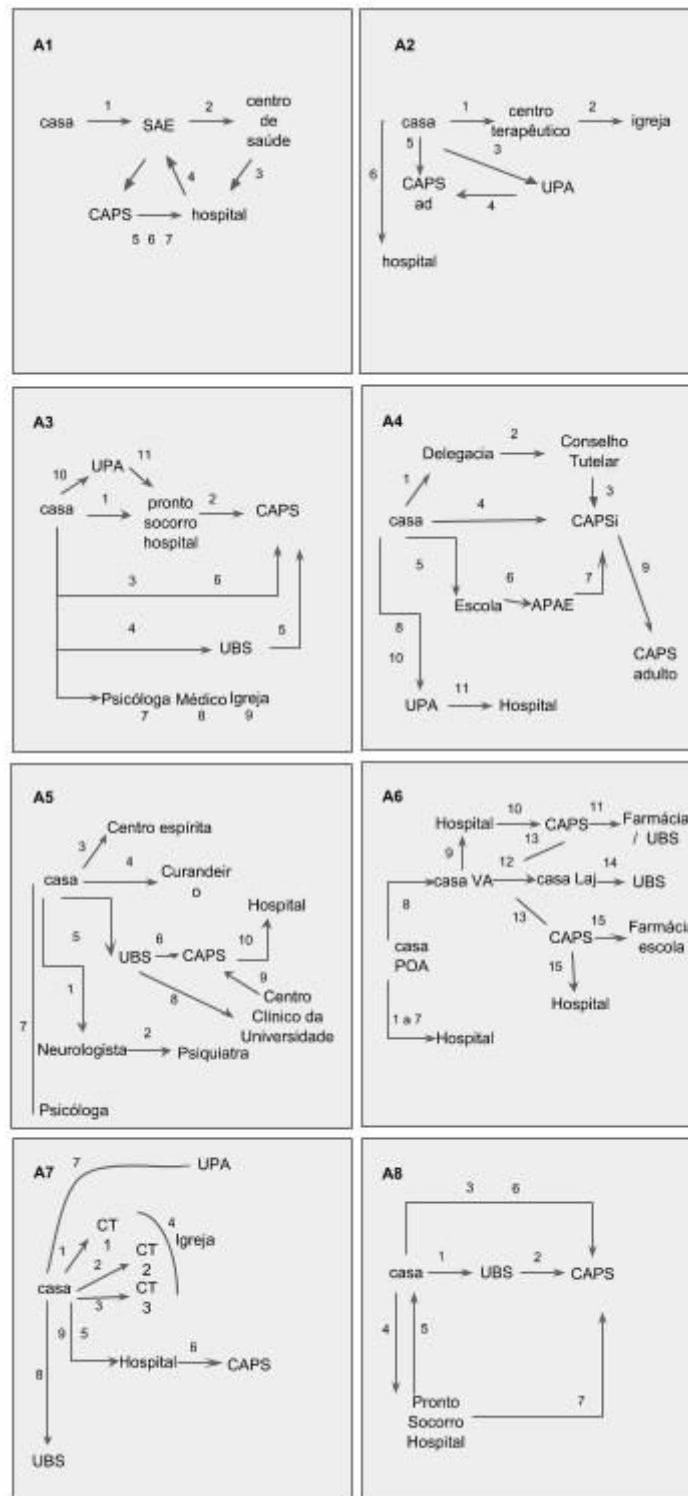 A1
1
2
centro
de
saúde
casa
SAE
4
3
CAPS
hospital
5 6 7
A2
1
2
casa
centro
terapêutico
igreja
5
3
6
CAPS
ad
UPA
4
hospital
A3
11
UPA
10
1
2
casa
pronto
socorro
hospital
CAPS
3
6
4
5
UBS
Psicóloga Médico Igreja
7 8 9
A4
2
Delegacia
Conselho
Tutelar
1
3
4
casa
CAPSi
5
6
7
9
Escola
APAE
8
CAPS
adulto
10
11
UPA
Hospital
A5
Centro espírita
3
4
casa
Curandeir
o
Hospital
5
6
10
UBS
CAPS
9
8
Centro
Clínico da
Universidade
1
2
7
Neurologista
Psiquiatra
Psicóloga
A6
10
11
Hospital
CAPS
Farmácia
/ UBS
13
9
12
14
casa VA
casa Laj
UBS
8
13
15
CAPS
Farmácia
escola
casa
POA
15
Hospital
1 a 7
Hospital
A7
7
UPA
CT
1
4
Igreja
1
2
CT
2
casa
CT
3
3
9 5
6
Hospital
CAPS
8
UBS
A8
3
6
1
2
casa
UBS
CAPS
4
5
Pronto
Socorro
Hospital
7